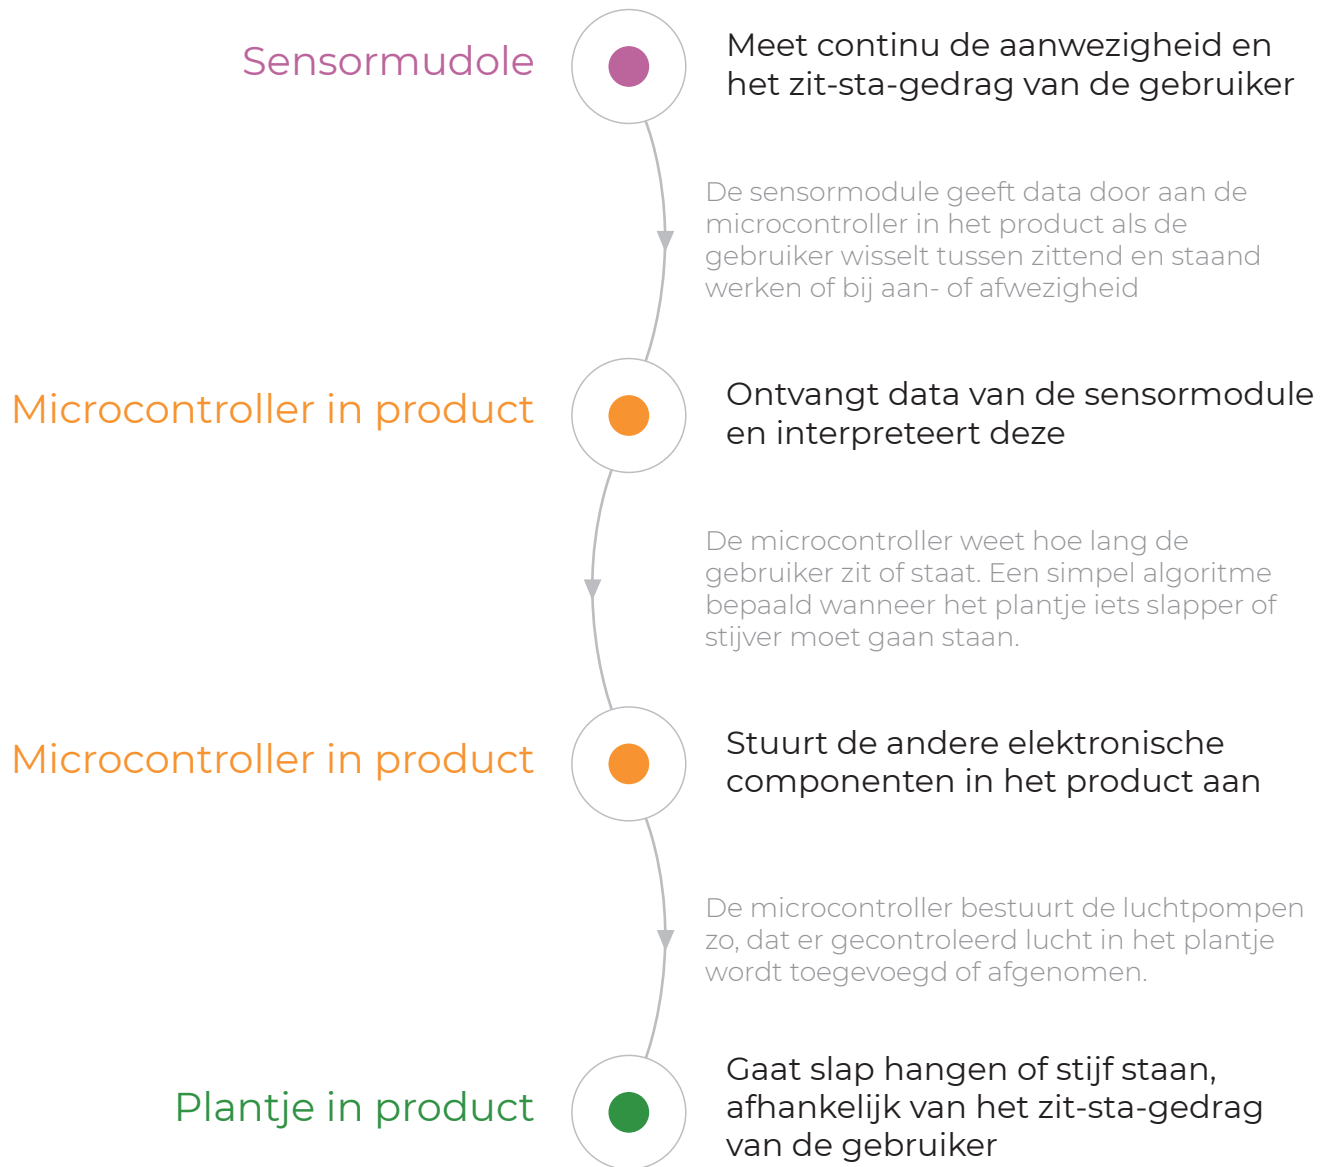 Sensormudole
Meet continu de aanwezigheid en
het zit-sta-gedrag van de gebruiker
De sensormodule geeft data door aan de
microcontroller in het product als de
gebruiker wisselt tussen zittend en staand
werken of bij aan- of afwezigheid
Microcontroller in product
Ontvangt data van de sensormodule
en interpreteert deze
De microcontroller weet hoe lang de
gebruiker zit of staat. Een simpel algoritme
bepaald wanneer het plantje iets slapper of
stijver moet gaan staan.
Microcontroller in product
Stuurt de andere elektronische
componenten in het product aan
De microcontroller bestuurt de luchtpompen
zo, dat er gecontroleerd lucht in het plantje
wordt toegevoegd of afgenomen.
Plantje in product
Gaat slap hangen of stijf staan,
afhankelijk van het zit-sta-gedrag
van de gebruiker